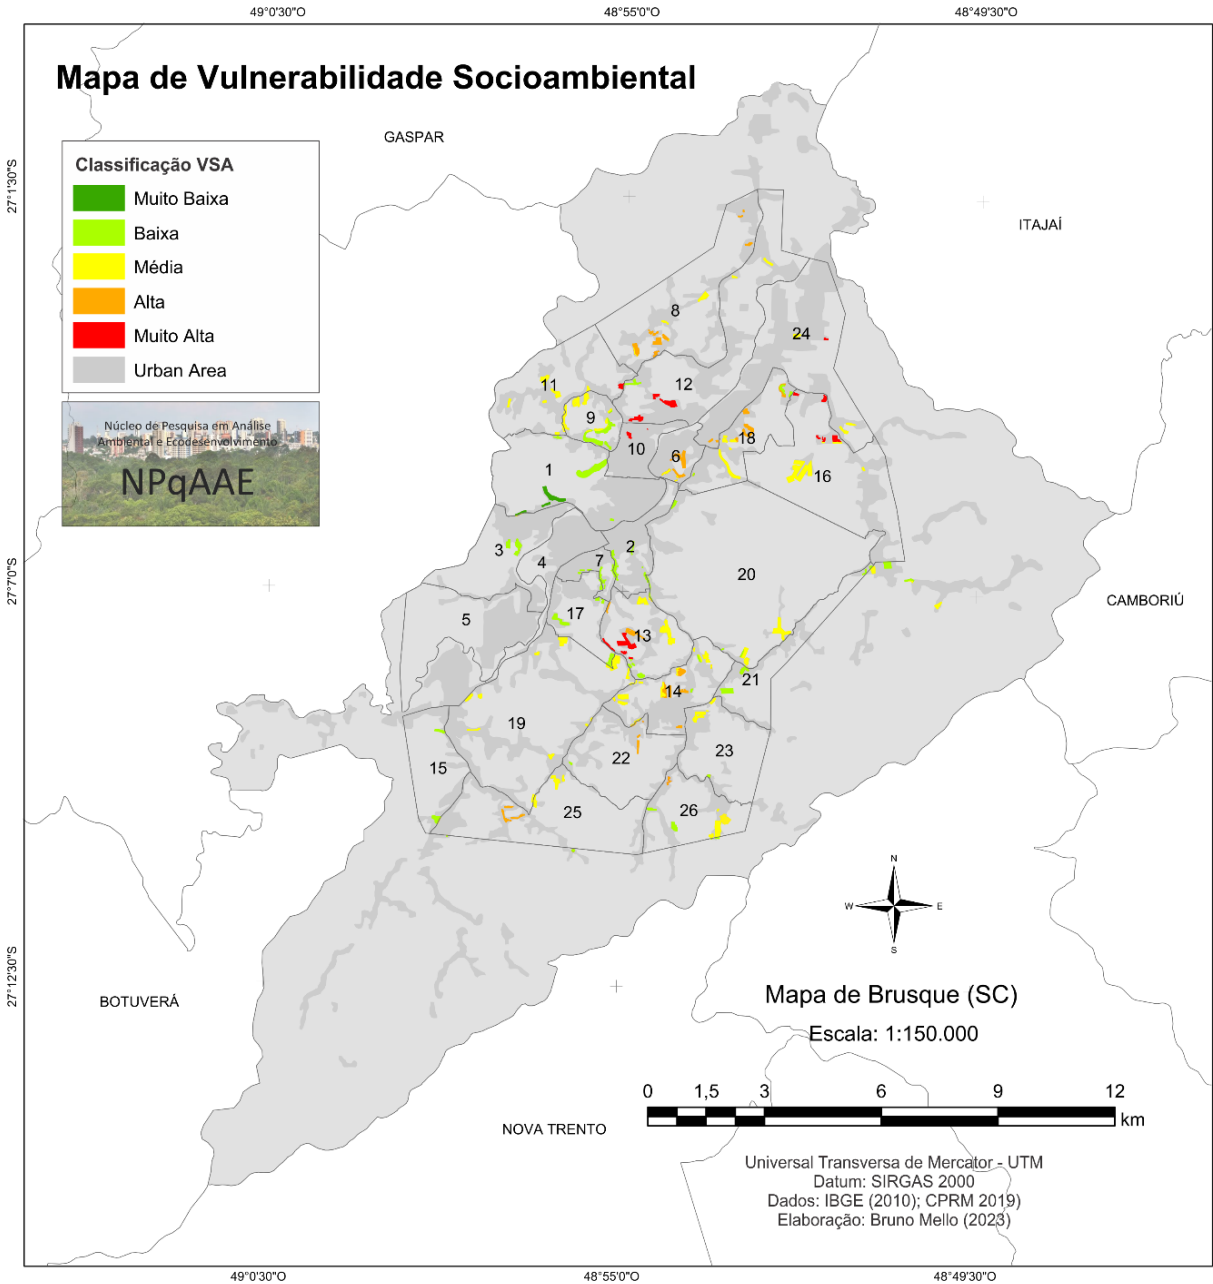 49°0'30"O
48°55'0"O
48°49'30"O
Mapa de Vulnerabilidade Socioambiental
GASPAR
27°1'30"S
Classificação VSA
Muito Baixa
Baixa
Média
Alta
Muito Alta
Urban Area
ITAJAÍ
Núcleo de Pesquisa em Análise
Ambiental e Ecodesenvolvimento
NPqAAE
8
24
11
12
9
10
18
6
1
16
3
2
4
7
20
27°7'0"S
CAMBORIÚ
5
17
13
21
14
19
22
23
15
25
26
N
W
E
S
27°12'30"S
BOTUVERÁ
Mapa de Brusque (SC)
Escala: 1:150.000
0 1,5 3 6 9 12
km
NOVA TRENTO
Universal Transversa de Mercator - UTM
Datum: SIRGAS 2000
Dados: IBGE (2010); CPRM 2019)
Elaboração: Bruno Mello (2023)
49°0'30"O
48°55'0"O
48°49'30"O